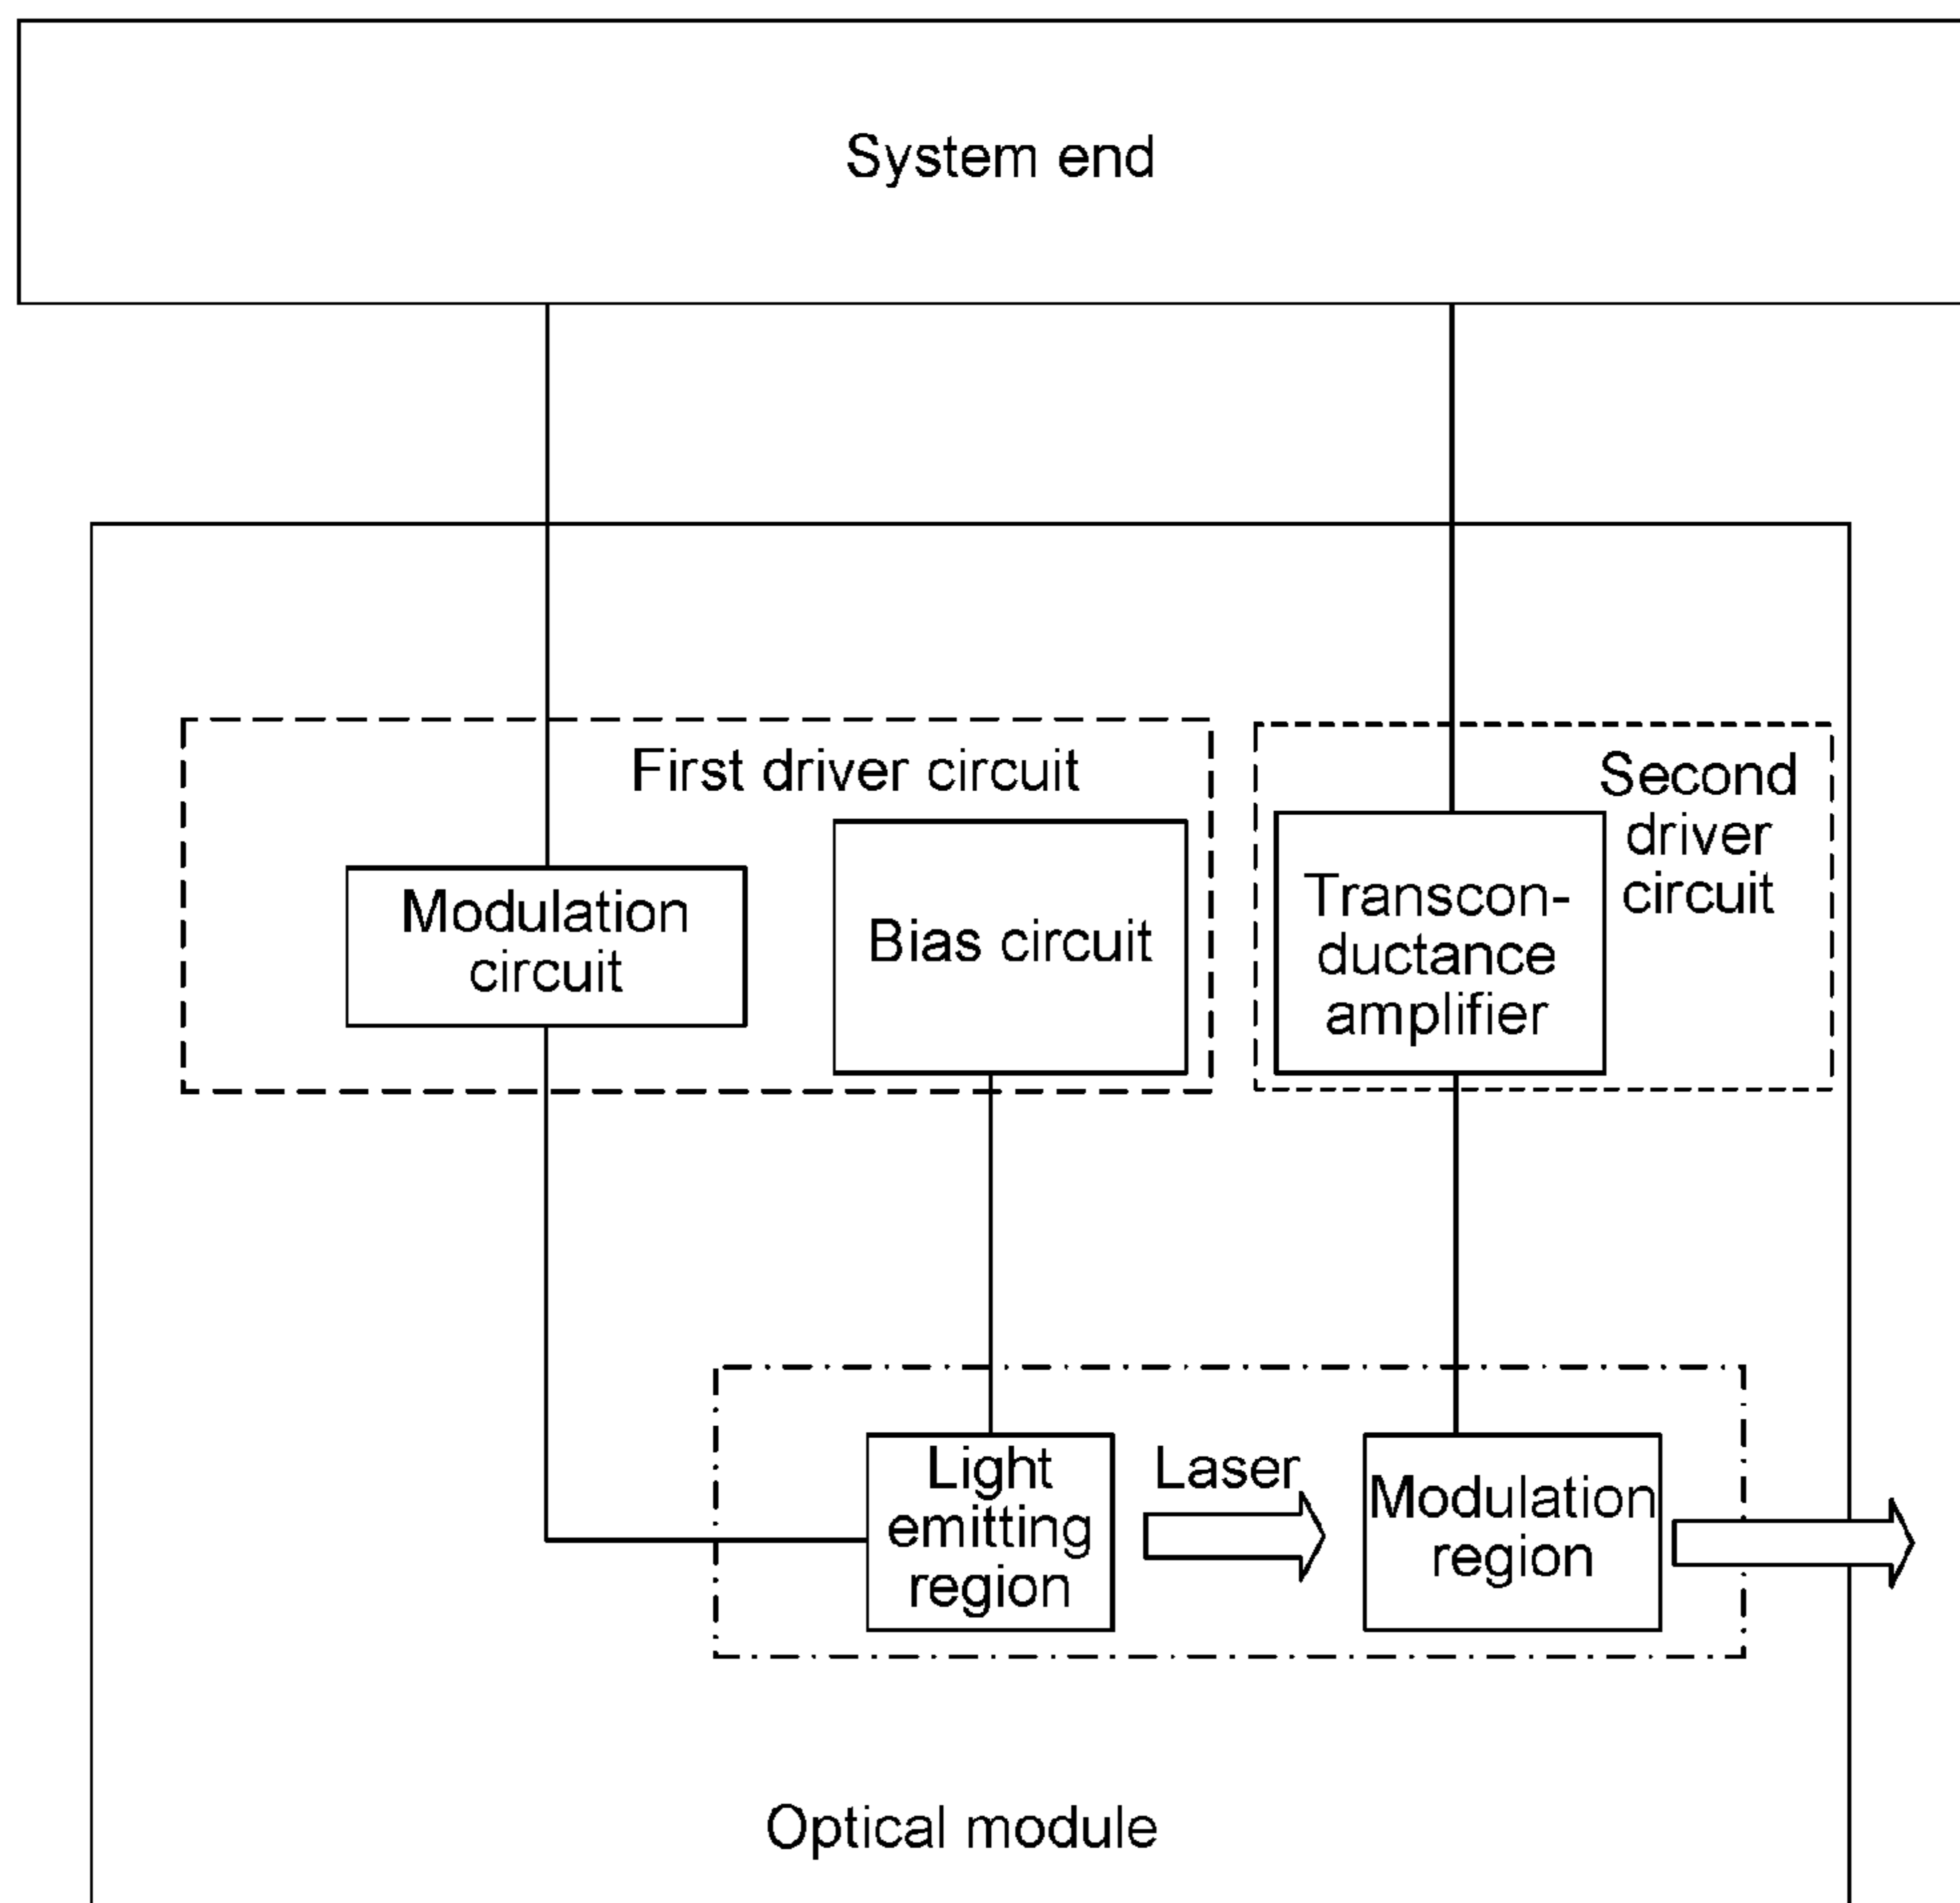 System end
First driver circuit
Second
driver
circuit
Modulation
circuit
Bias circuit
Transcon-
ductance
amplifier
Light
emitting
region
Laser
Modulation
region
Optical module